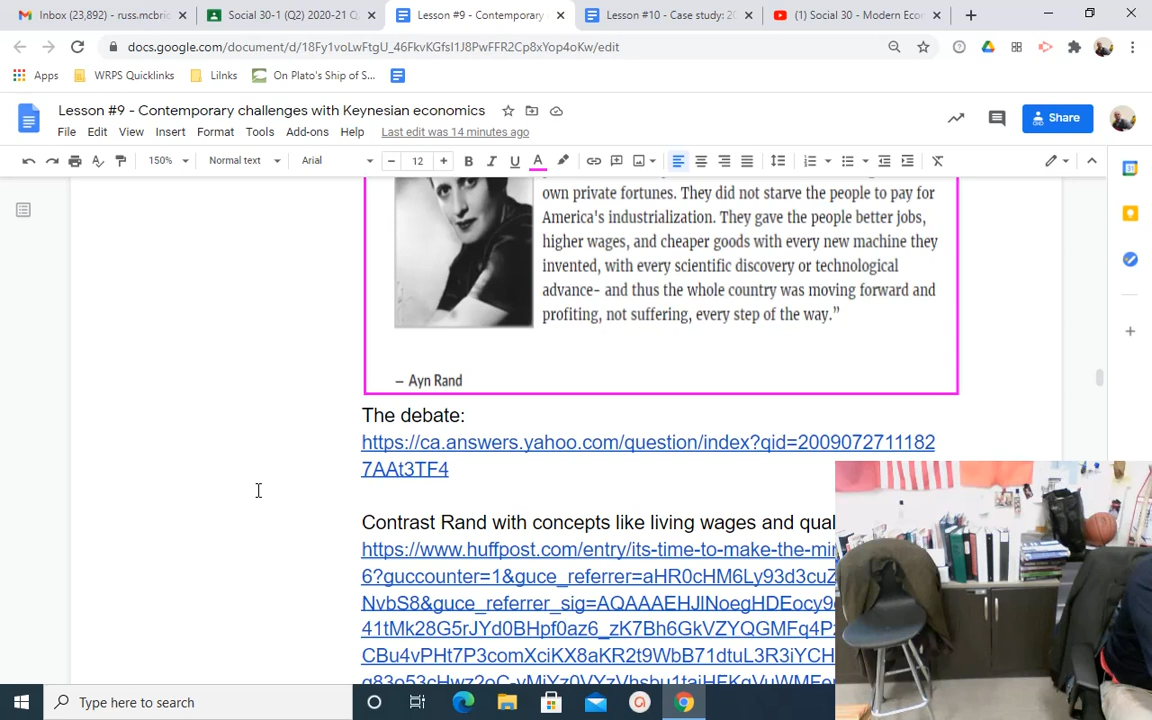 Inbox (23,892) - russ.mcbric
Social 30-1 (Q2) 2020-21 Q
Lesson #9 - Contemporary
Lesson #10 - Case study: 20
(1) Social 30 - Modern Econ
docs.google.com/document/d/18Fy1voLwFtgU_46FkvKGfsI1J8PwFFR2Cp8xYop4oKw/edit
Apps
WRPS Quicklinks
LiInks
On Plato's Ship of S...
Lesson #9 - Contemporary challenges with Keynesian economics
Share
File Edit View Insert Format Tools Add-ons Help Last edit was 14 minutes ago
150% Normal text Arial 12
own private fortunes. They did not starve the people to pay for
America's industrialization. They gave the people better jobs,
higher wages, and cheaper goods with every new machine they
invented, with every scientific discovery or technological
advance- and thus the whole country was moving forward and
profiting, not suffering, every step of the way.”
– Ayn Rand
The debate:
https://ca.answers.yahoo.com/question/index?qid=2009072711182
7AAt3TF4
Contrast Rand with concepts like living wages and qual
https://www.huffpost.com/entry/its-time-to-make-the-mi
6?guccounter=1&guce_referrer=aHR0cHM6Ly93d3cuZ
NvbS8&guce_referrer_sig=AQAAAEHJlNoegHDEocy9
41tMk28G5rJYd0BHpf0az6_zK7Bh6GkVZYQGMFq4P
CBu4vPHt7P3comXciKX8aKR2t9WbB71dtuL3R3iYCH
Type here to search